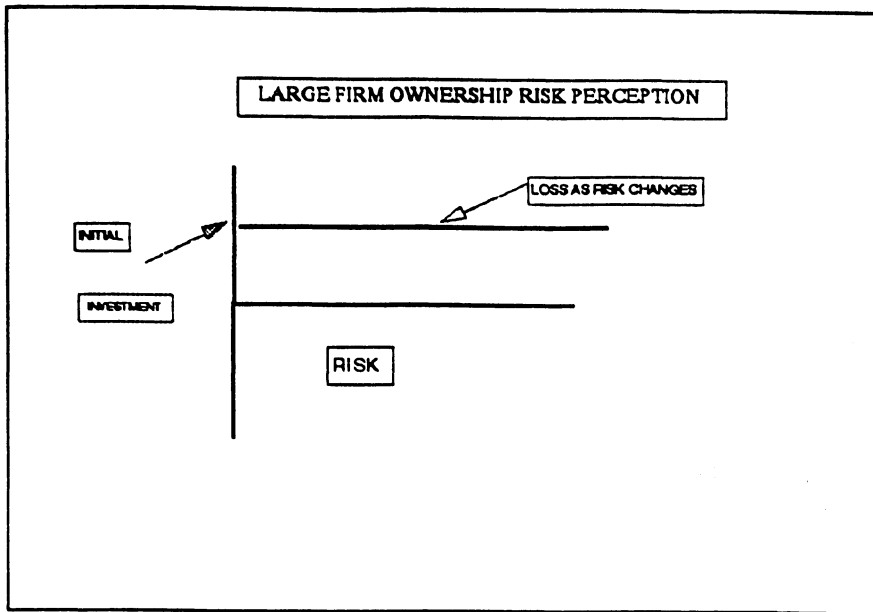 LARGE FIRM OWNERSHIP RISK PERCEPTION
LOSS AS RISK CHANGES
INITIAL
INVESTMENT
RISK